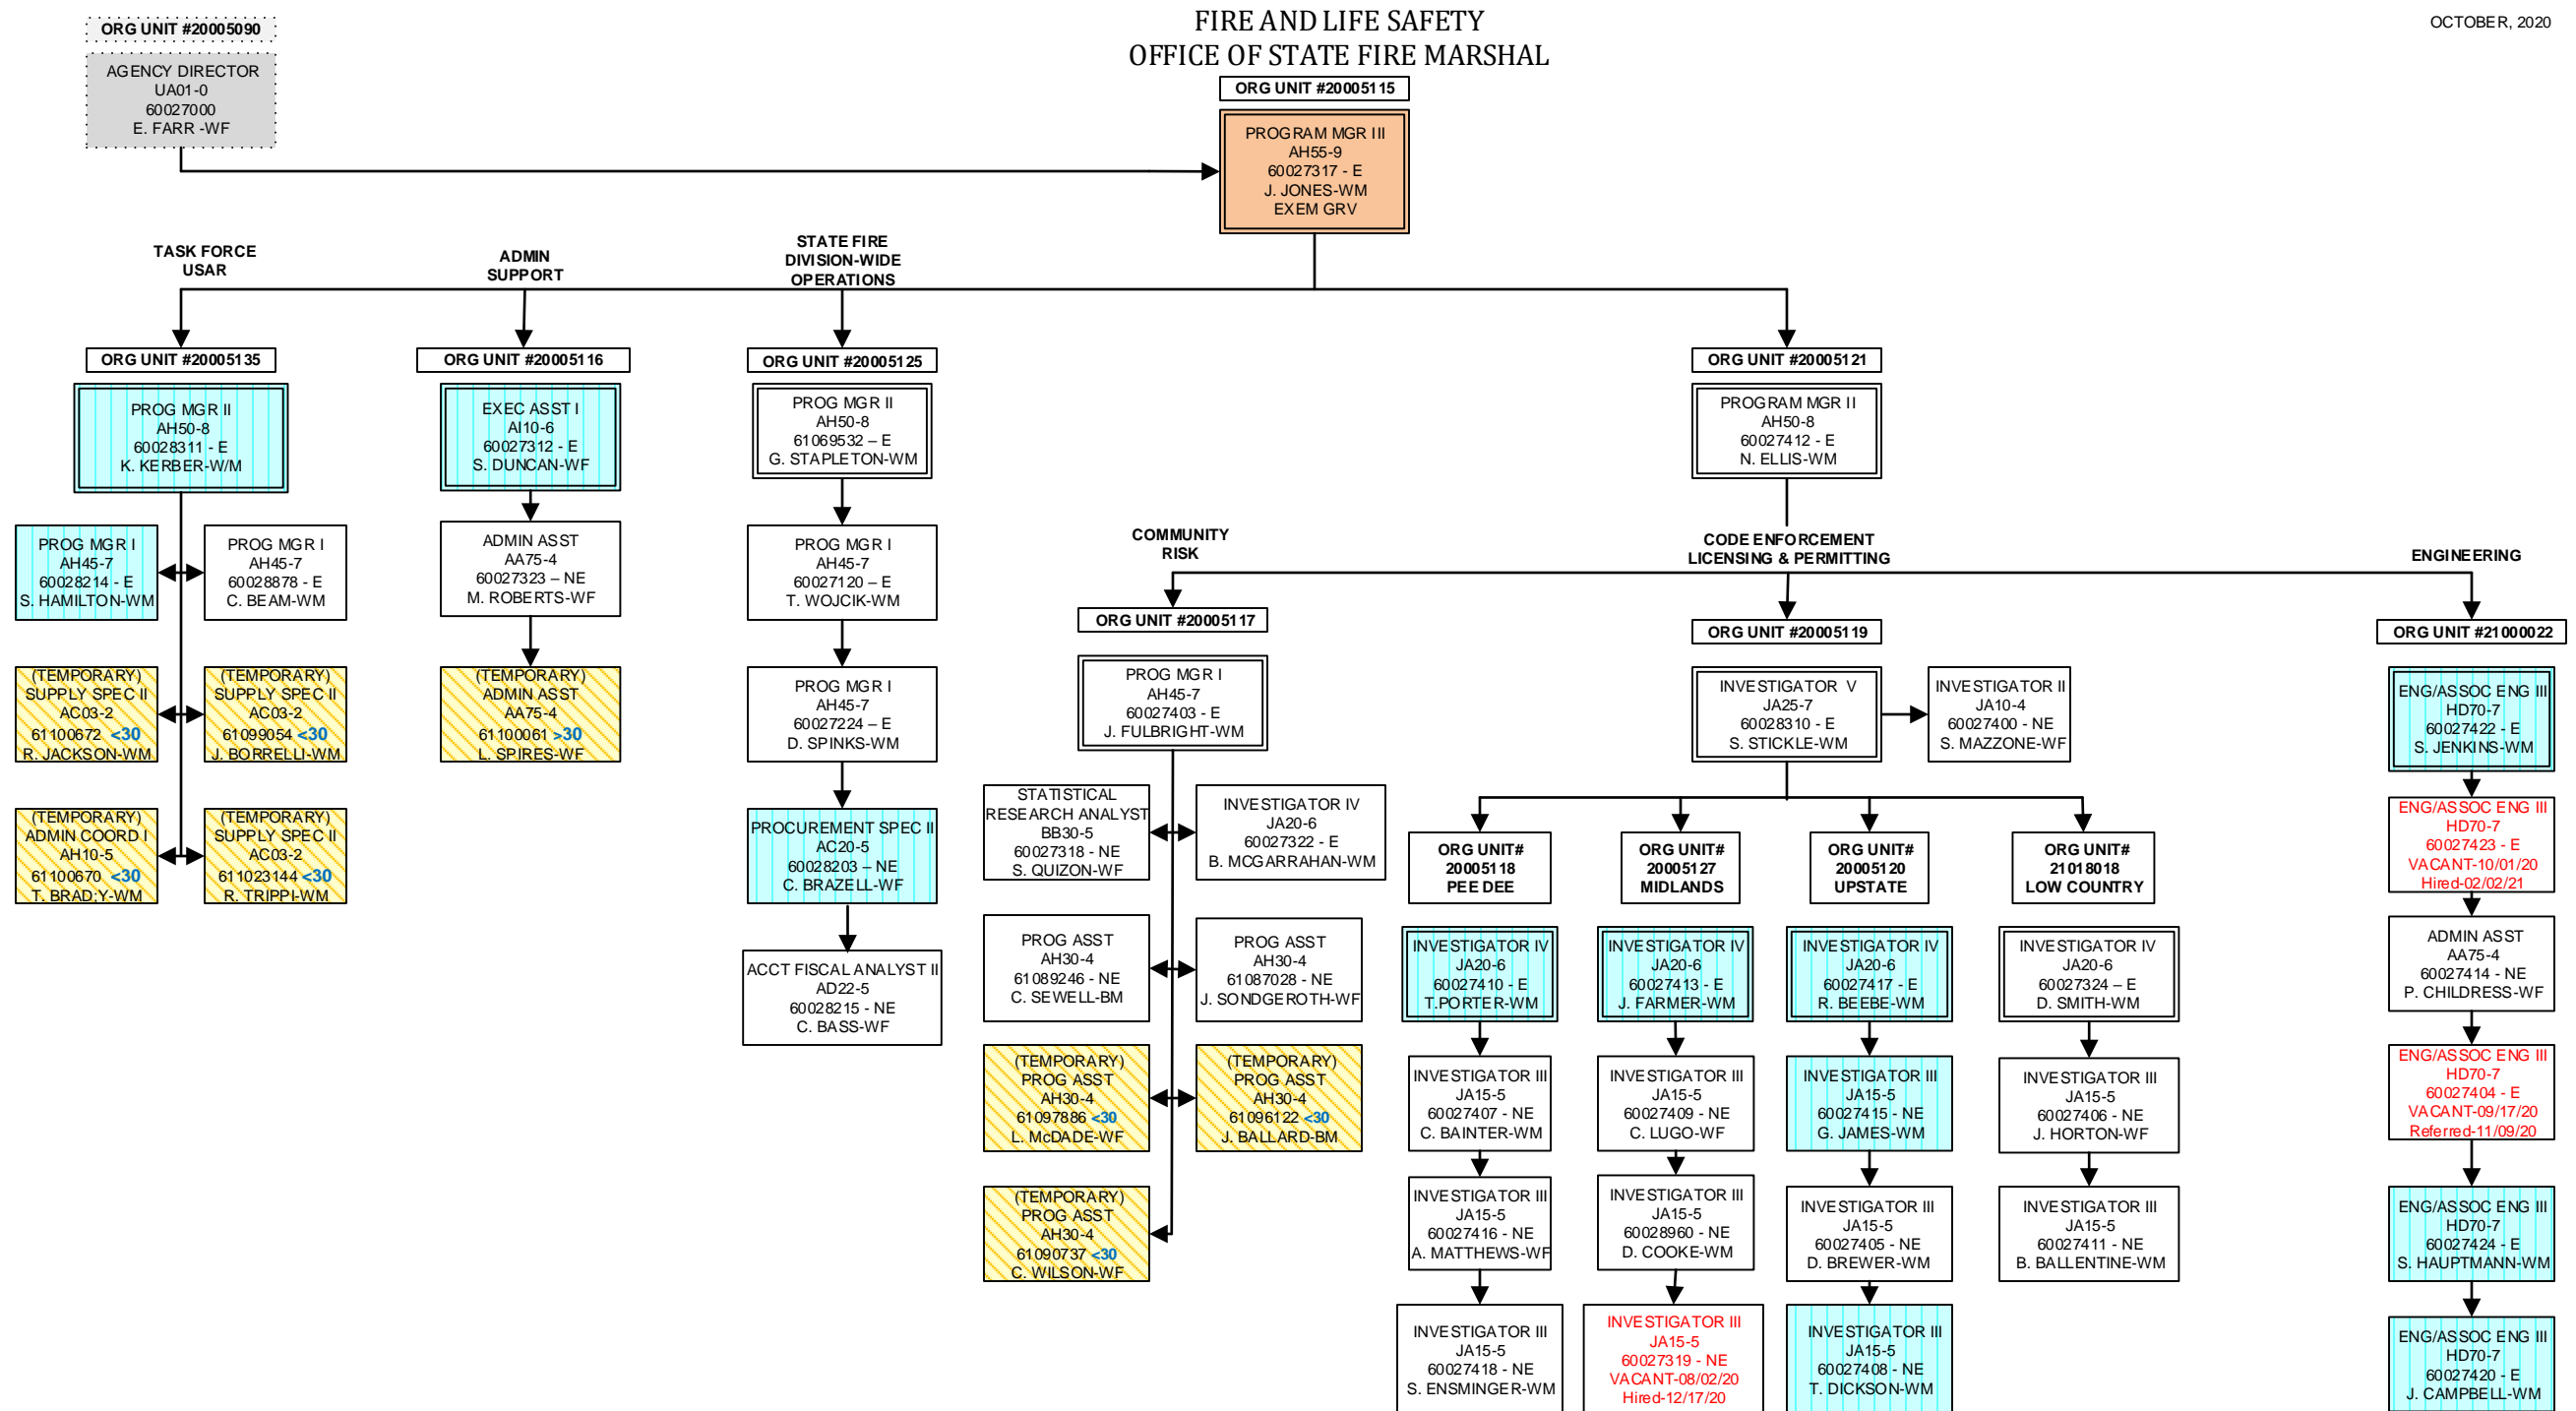 FIRE AND LIFE SAFETY
OFFICE OF STATE FIRE MARSHAL
OCTOBER, 2020
ORG UNIT #20005090
AGENCY DIRECTOR
UA01-0
60027000
E. FARR -WF
ORG UNIT #20005115
PROGRAM MGR III
AH55-9
60027317 - E
J. JONES-WM
EXEM GRV
TASK FORCE
USAR
ADMIN
SUPPORT
STATE FIRE
DIVISION-WIDE
OPERATIONS
ORG UNIT #20005135
PROG MGR II
AH50-8
60028311 - E
K. KERBER-W/M
PROG MGR I
AH45-7
60028214 - E
S. HAMILTON-WM
PROG MGR I
AH45-7
60028878 - E
C. BEAM-WM
(TEMPORARY)
SUPPLY SPEC II
AC03-2
61100672 <30
R. JACKSON-WM
(TEMPORARY)
SUPPLY SPEC II
AC03-2
61099054 <30
J. BORRELLI-WM
(TEMPORARY)
ADMIN COORD I
AH10-5
61100670 <30
T. BRAD;Y-WM
(TEMPORARY)
SUPPLY SPEC II
AC03-2
611023144 <30
R. TRIPPI-WM
ORG UNIT #20005116
EXEC ASST I
AI10-6
60027312 - E
S. DUNCAN-WF
ADMIN ASST
AA75-4
60027323 – NE
M. ROBERTS-WF
(TEMPORARY)
ADMIN ASST
AA75-4
61100061 >30
L. SPIRES-WF
ORG UNIT #20005125
PROG MGR II
AH50-8
61069532 – E
G. STAPLETON-WM
PROG MGR I
AH45-7
60027120 – E
T. WOJCIK-WM
PROG MGR I
AH45-7
60027224 – E
D. SPINKS-WM
PROCUREMENT SPEC II
AC20-5
60028203 – NE
C. BRAZELL-WF
ACCT FISCAL ANALYST II
AD22-5
60028215 - NE
C. BASS-WF
ORG UNIT #20005121
PROGRAM MGR II
AH50-8
60027412 - E
N. ELLIS-WM
COMMUNITY
RISK
CODE ENFORCEMENT
LICENSING & PERMITTING
ENGINEERING
ORG UNIT #20005117
PROG MGR I
AH45-7
60027403 - E
J. FULBRIGHT-WM
STATISTICAL
RESEARCH ANALYST
BB30-5
60027318 - NE
S. QUIZON-WF
INVESTIGATOR IV
JA20-6
60027322 - E
B. MCGARRAHAN-WM
PROG ASST
AH30-4
61089246 - NE
C. SEWELL-BM
PROG ASST
AH30-4
61087028 - NE
J. SONDGEROTH-WF
(TEMPORARY)
PROG ASST
AH30-4
61097886 <30
L. McDADE-WF
(TEMPORARY)
PROG ASST
AH30-4
61096122 <30
J. BALLARD-BM
(TEMPORARY)
PROG ASST
AH30-4
61090737 <30
C. WILSON-WF
ORG UNIT #20005119
INVESTIGATOR V
JA25-7
60028310 - E
S. STICKLE-WM
INVESTIGATOR II
JA10-4
60027400 - NE
S. MAZZONE-WF
ORG UNIT#
20005118
PEE DEE
INVESTIGATOR IV
JA20-6
60027410 - E
T.PORTER-WM
INVESTIGATOR III
JA15-5
60027407 - NE
C. BAINTER-WM
INVESTIGATOR III
JA15-5
60027416 - NE
A. MATTHEWS-WF
INVESTIGATOR III
JA15-5
60027418 - NE
S. ENSMINGER-WM
ORG UNIT#
20005127
MIDLANDS
INVESTIGATOR IV
JA20-6
60027413 - E
J. FARMER-WM
INVESTIGATOR III
JA15-5
60027409 - NE
C. LUGO-WF
INVESTIGATOR III
JA15-5
60028960 - NE
D. COOKE-WM
INVESTIGATOR III
JA15-5
60027319 - NE
VACANT-08/02/20
Hired-12/17/20
ORG UNIT#
20005120
UPSTATE
INVESTIGATOR IV
JA20-6
60027417 - E
R. BEEBE-WM
INVESTIGATOR III
JA15-5
60027415 - NE
G. JAMES-WM
INVESTIGATOR III
JA15-5
60027405 - NE
D. BREWER-WM
INVESTIGATOR III
JA15-5
60027408 - NE
T. DICKSON-WM
ORG UNIT#
21018018
LOW COUNTRY
INVESTIGATOR IV
JA20-6
60027324 – E
D. SMITH-WM
INVESTIGATOR III
JA15-5
60027406 - NE
J. HORTON-WF
INVESTIGATOR III
JA15-5
60027411 - NE
B. BALLENTINE-WM
ORG UNIT #21000022
ENG/ASSOC ENG III
HD70-7
60027422 - E
S. JENKINS-WM
ENG/ASSOC ENG III
HD70-7
60027423 - E
VACANT-10/01/20
Hired-02/02/21
ADMIN ASST
AA75-4
60027414 - NE
P. CHILDRESS-WF
ENG/ASSOC ENG III
HD70-7
60027404 - E
VACANT-09/17/20
Referred-11/09/20
ENG/ASSOC ENG III
HD70-7
60027424 - E
S. HAUPTMANN-WM
ENG/ASSOC ENG III
HD70-7
60027420 - E
J. CAMPBELL-WM